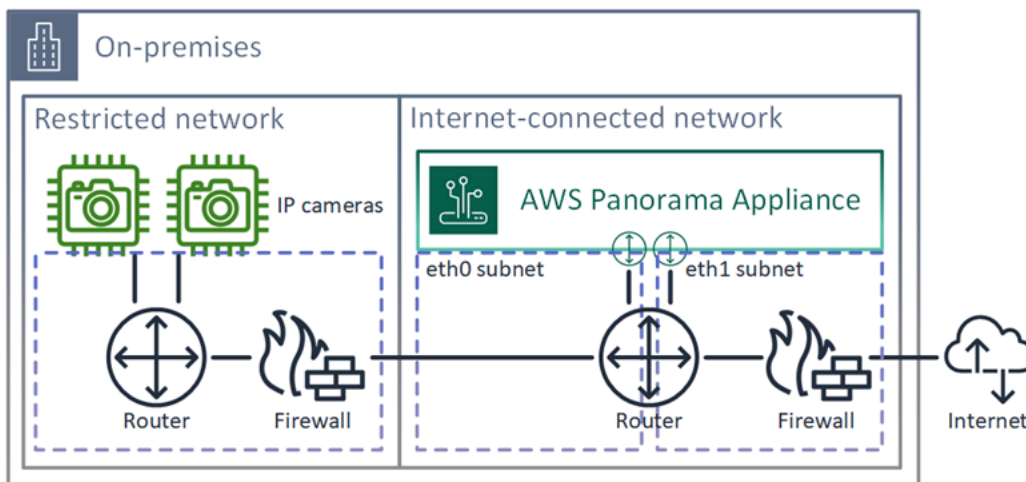 On-premises
Restricted network
Internet-connected network
IP cameras
AWS Panorama Appliance
eth0 subnet
eth1 subnet
Router
Firewall
Router
Firewall
Internet